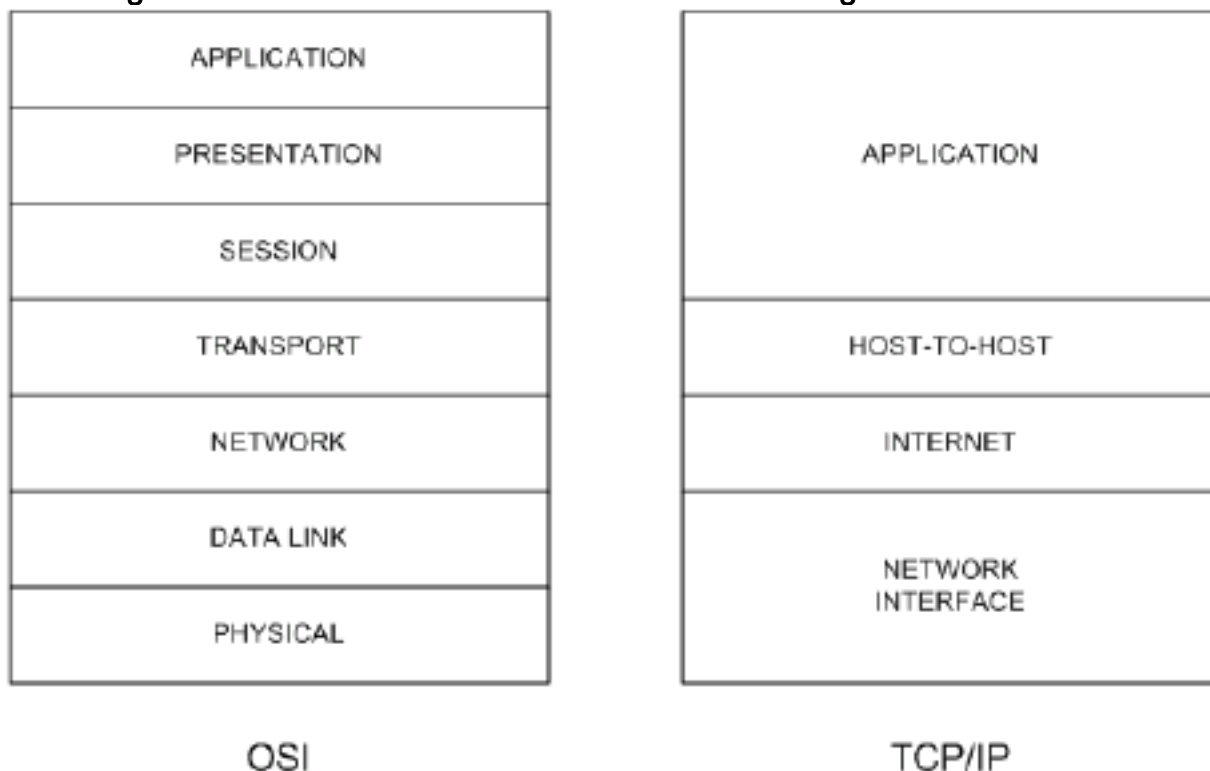 APPLICATION
PRESENTATION
SESSION
TRANSPORT
NETWORK
DATA LINK
PHYSICAL
OSI
APPLICATION
HOST-TO-HOST
INTERNET
NETWORK
INTERFACE
TCP/IP